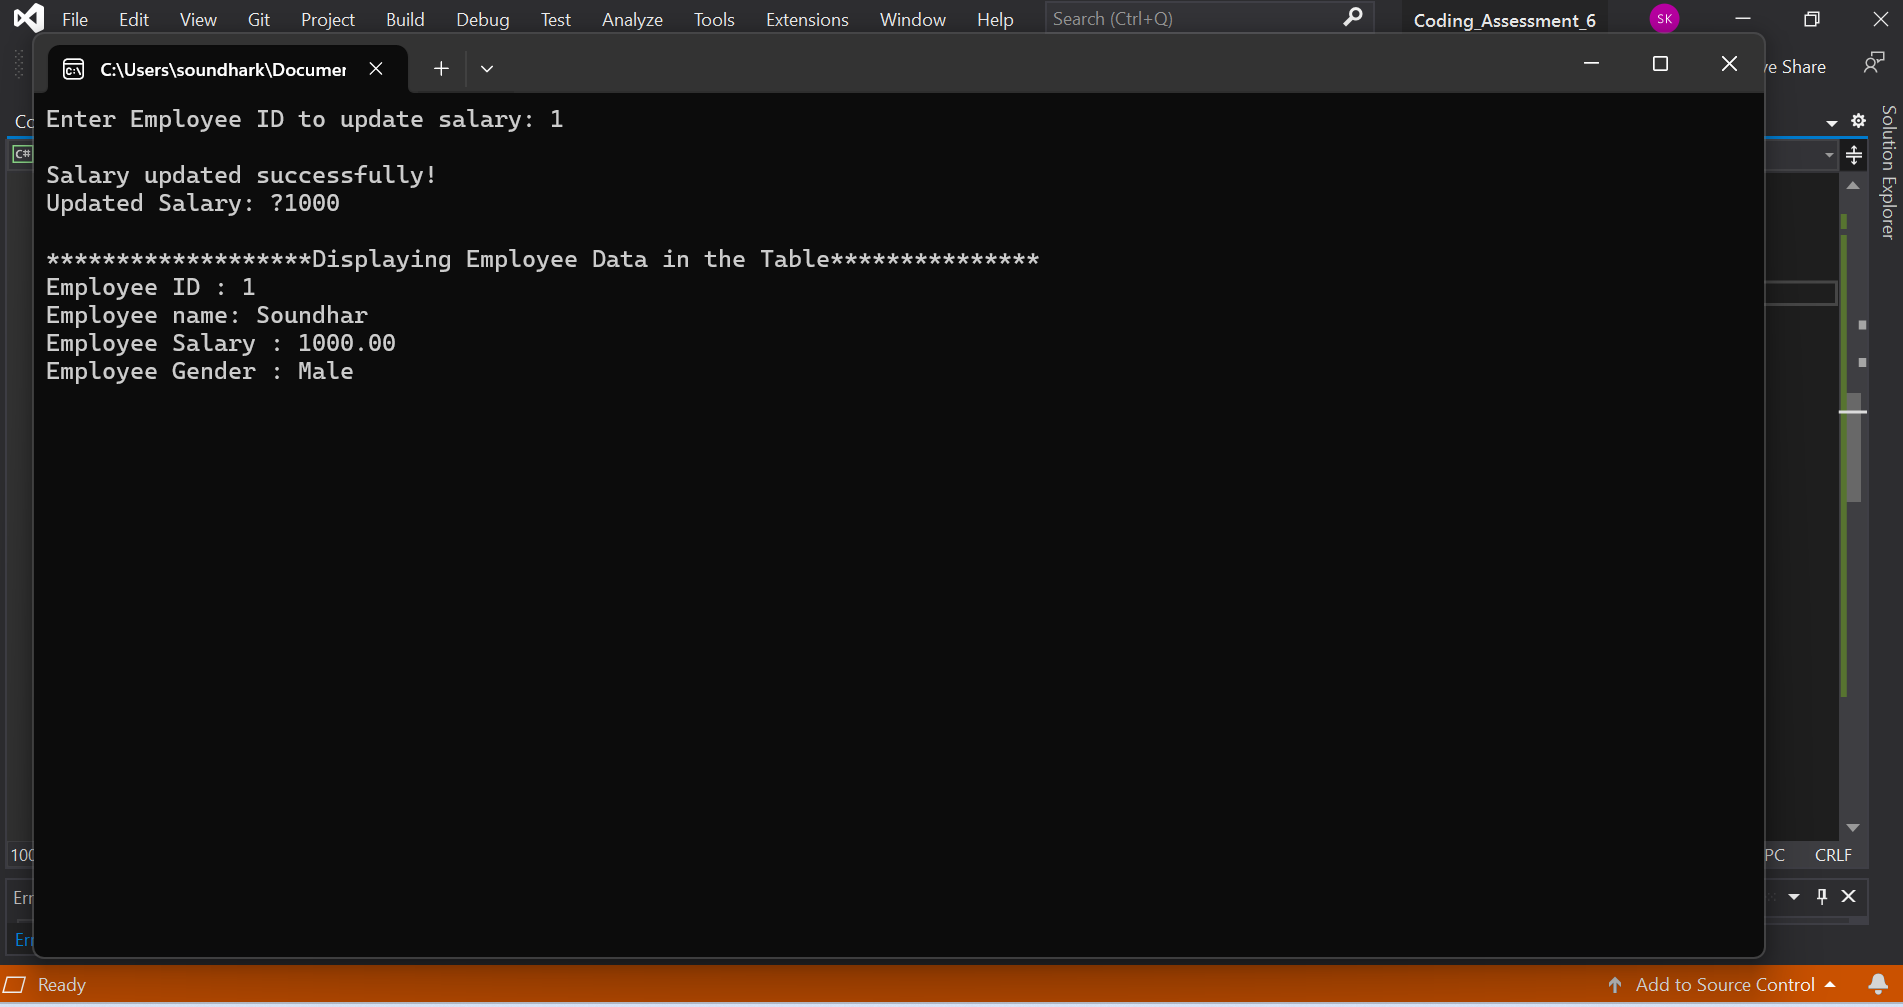 File Edit View Git Project Build Debug Test Analyze Tools Extensions Window Help Search (Ctrl+Q) Coding_Assessment_6 SK
C:\Users\soundhark\Documen
Share
Enter Employee ID to update salary: 1
C#
Salary updated successfully!
Updated Salary: ?1000
Solution Explorer
*******************Displaying Employee Data in the Table***************
Employee ID : 1
Employee name: Soundhar
Employee Salary : 1000.00
Employee Gender : Male
100 PC CRLF
Ready Add to Source Control